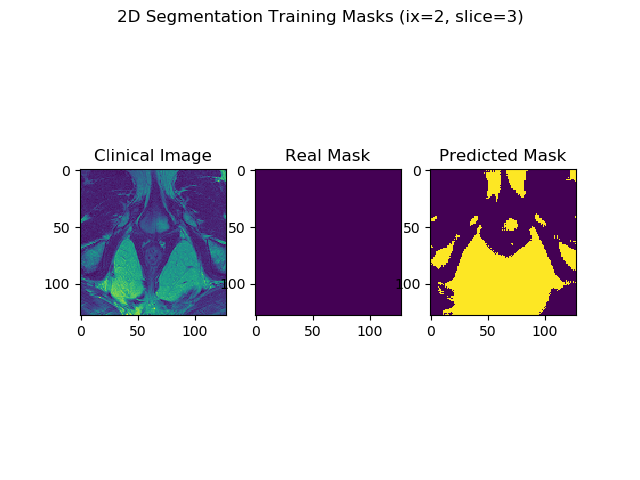 2D Segmentation Training Masks (ix=2, slice=3)
Clinical Image Real Mask Predicted Mask
0 0 0
50 50 50
100 100 100
0 50 100 0 50 100 0 50 100